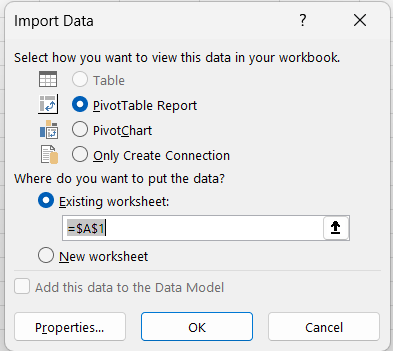 Import Data ? ×
Select how you want to view this data in your workbook.
Table
PivotTable Report
PivotChart
Only Create Connection
Where do you want to put the data?
Existing worksheet:
=$A$1
New worksheet
Add this data to the Data Model
Properties... OK Cancel